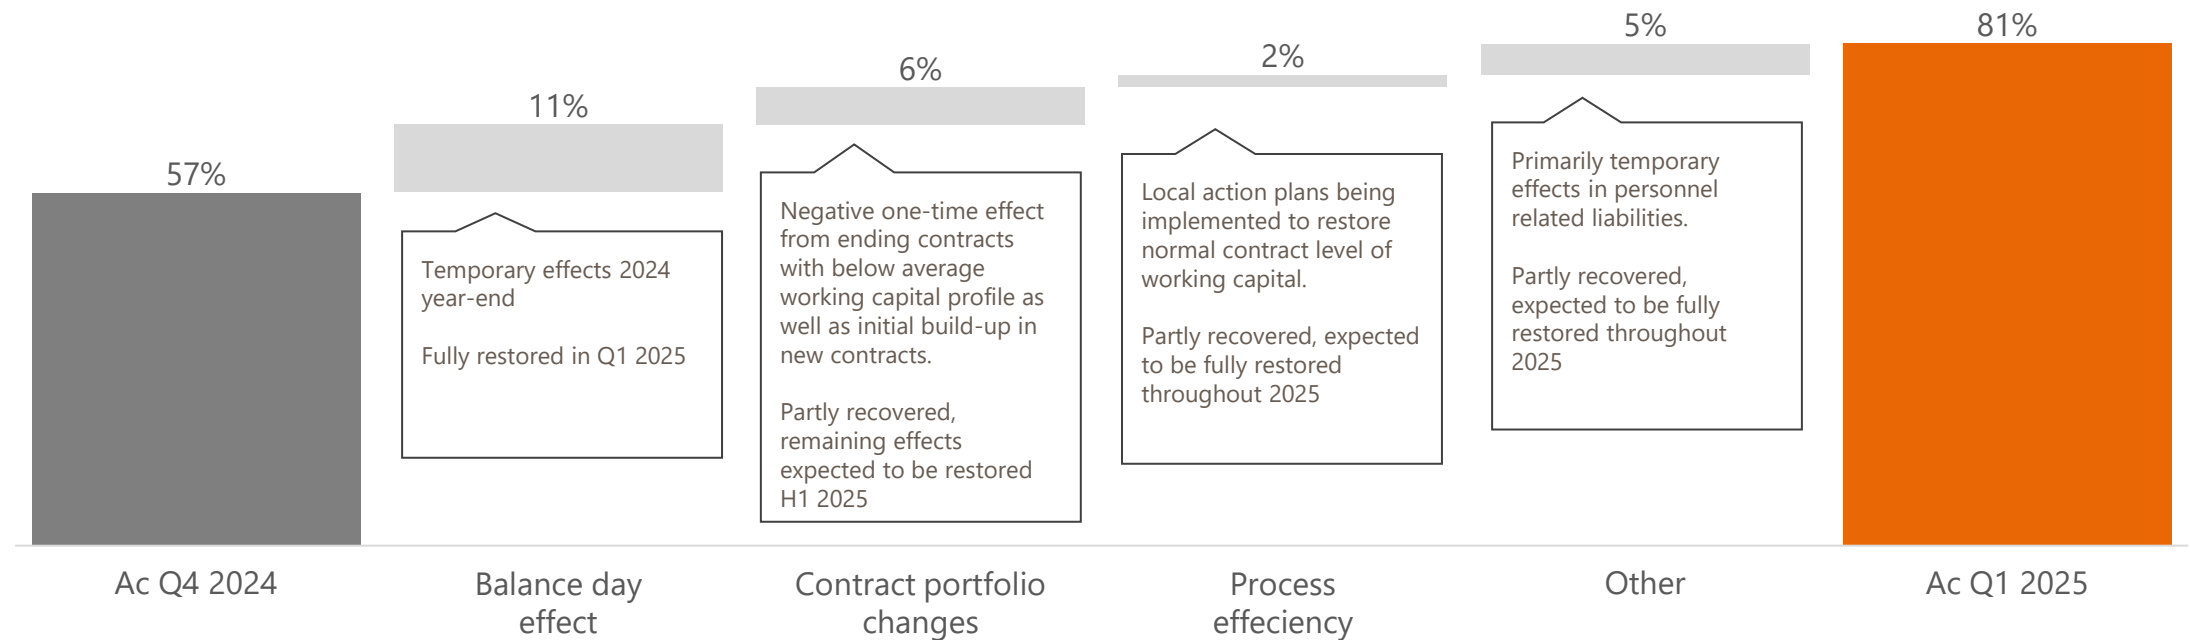 57%
11%
6%
2%
5%
81%
Temporary effects 2024
year-end
Fully restored in Q1 2025
Negative one-time effect
from ending contracts
with below average
working capital profile as
well as initial build-up in
new contracts.
Partly recovered,
remaining effects
expected to be restored
H1 2025
Local action plans being
implemented to restore
normal contract level of
working capital.
Partly recovered, expected
to be fully restored
throughout 2025
Primarily temporary
effects in personnel
related liabilities.
Partly recovered,
expected to be fully
restored throughout
2025
Ac Q4 2024
Balance day
effect
Contract portfolio
changes
Process
effeciency
Other
Ac Q1 2025